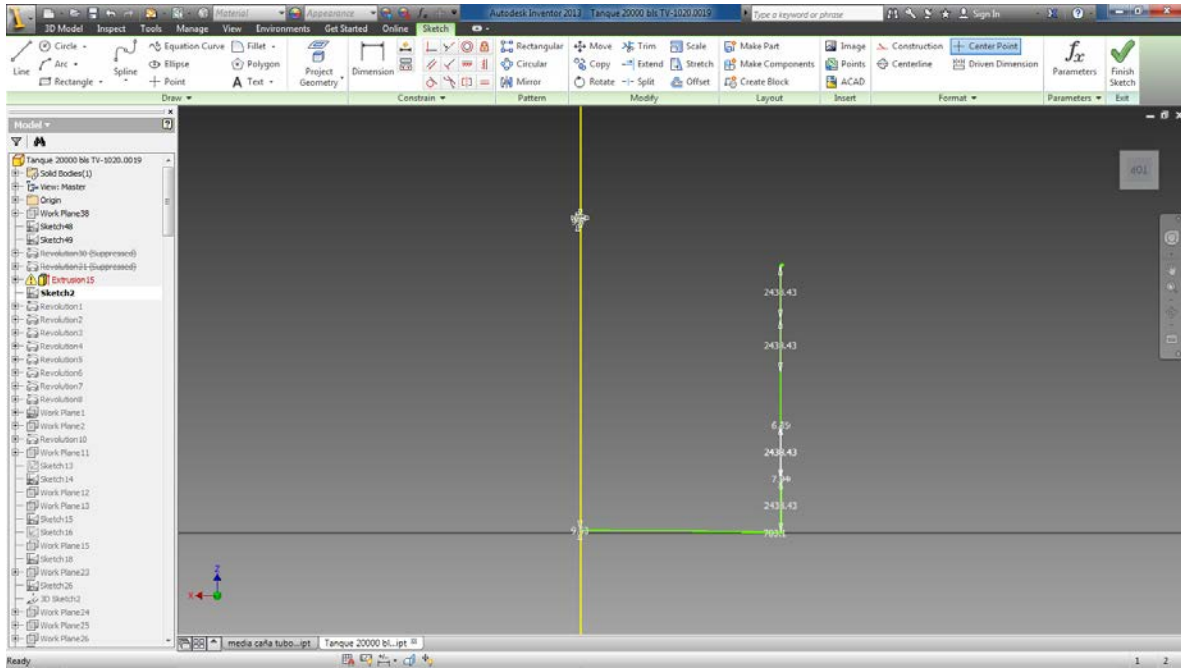 Material Appearance Autodesk Inventor 2013 Tanque 20000 bls TV-1020.0019 Type a keyword or phrase Sign In
3D Model Inspect Tools Manage View Environments Get Started Online Sketch
Circle Equation Curve Fillet Rectangular Move Trim Scale Make Part Image Construction Center Point
Arc Ellipse Polygon Circular Copy Extend Stretch Make Components Points Centerline Driven Dimension
Line Rectangle Spline Point A Text Project Geometry Dimension Mirror Rotate Split Offset Create Block ACAD fx Parameters Finish Sketch
Draw Constrain Pattern Modify Layout Insert Format Parameters Exit
Model
Tanque 20000 bls TV-1020.0019
Solid Bodies(1)
View: Master
Origin
Work Plane38
Sketch48
Sketch49
Revolution30 (Suppressed)
Revolution31 (Suppressed)
Extrusion15
Sketch2
Revolution1
Revolution2
Revolution3
Revolution4
Revolution5
Revolution6
Revolution7
Revolution8
Work Plane1
Work Plane2
Revolution10
Work Plane11
Sketch13
Sketch14
Work Plane12
Work Plane13
Sketch15
Sketch16
Work Plane15
Sketch18
Work Plane23
Sketch26
3D Sketch2
Work Plane24
Work Plane25
Work Plane26
TOP
2438.43
2438.43
6.35
2438.43
7.94
2438.43
Z
X
media caña tubo...ipt
Tanque 20000 bl...ipt
Ready
1 2